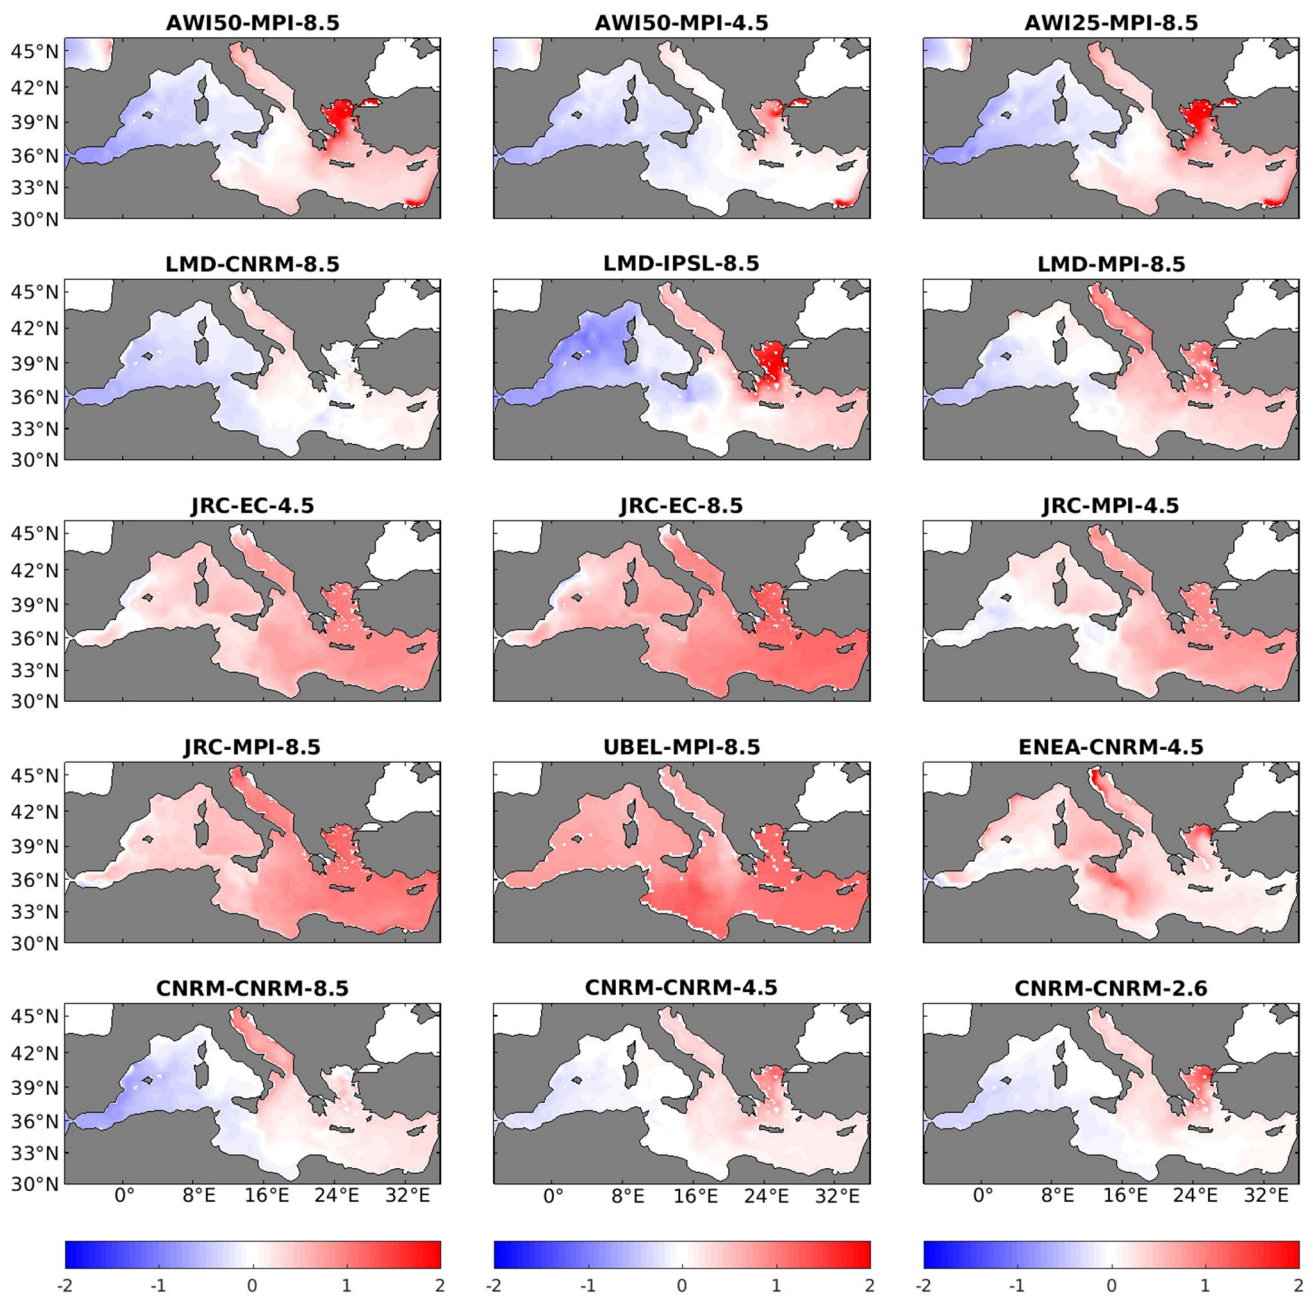 AWI50-MPI-8.5 AWI50-MPI-4.5 AWI25-MPI-8.5
45°N
42°N
39°N
36°N
33°N
30°N
LMD-CNRM-8.5 LMD-IPSL-8.5 LMD-MPI-8.5
45°N
42°N
39°N
36°N
33°N
30°N
JRC-EC-4.5 JRC-EC-8.5 JRC-MPI-4.5
45°N
42°N
39°N
36°N
33°N
30°N
JRC-MPI-8.5 UBEL-MPI-8.5 ENEA-CNRM-4.5
45°N
42°N
39°N
36°N
33°N
30°N
CNRM-CNRM-8.5 CNRM-CNRM-4.5 CNRM-CNRM-2.6
45°N
42°N
39°N
36°N
33°N
30°N
0° 8°E 16°E 24°E 32°E 0° 8°E 16°E 24°E 32°E 0° 8°E 16°E 24°E 32°E
-2 -1 0 1 2 -2 -1 0 1 2 -2 -1 0 1 2